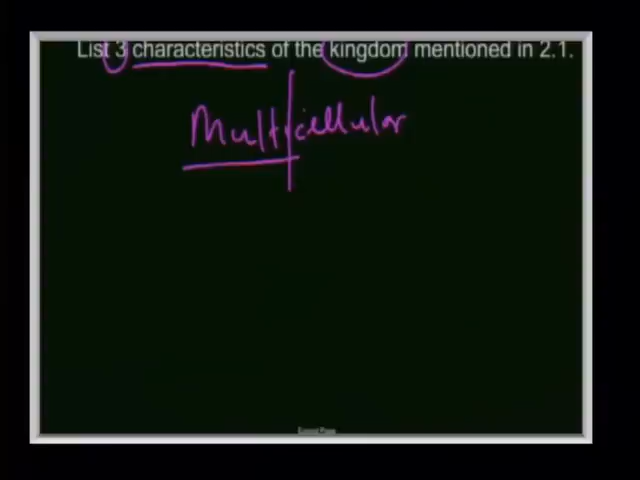 List 3 characteristics of the kingdom mentioned in 2.1.
Multicellular